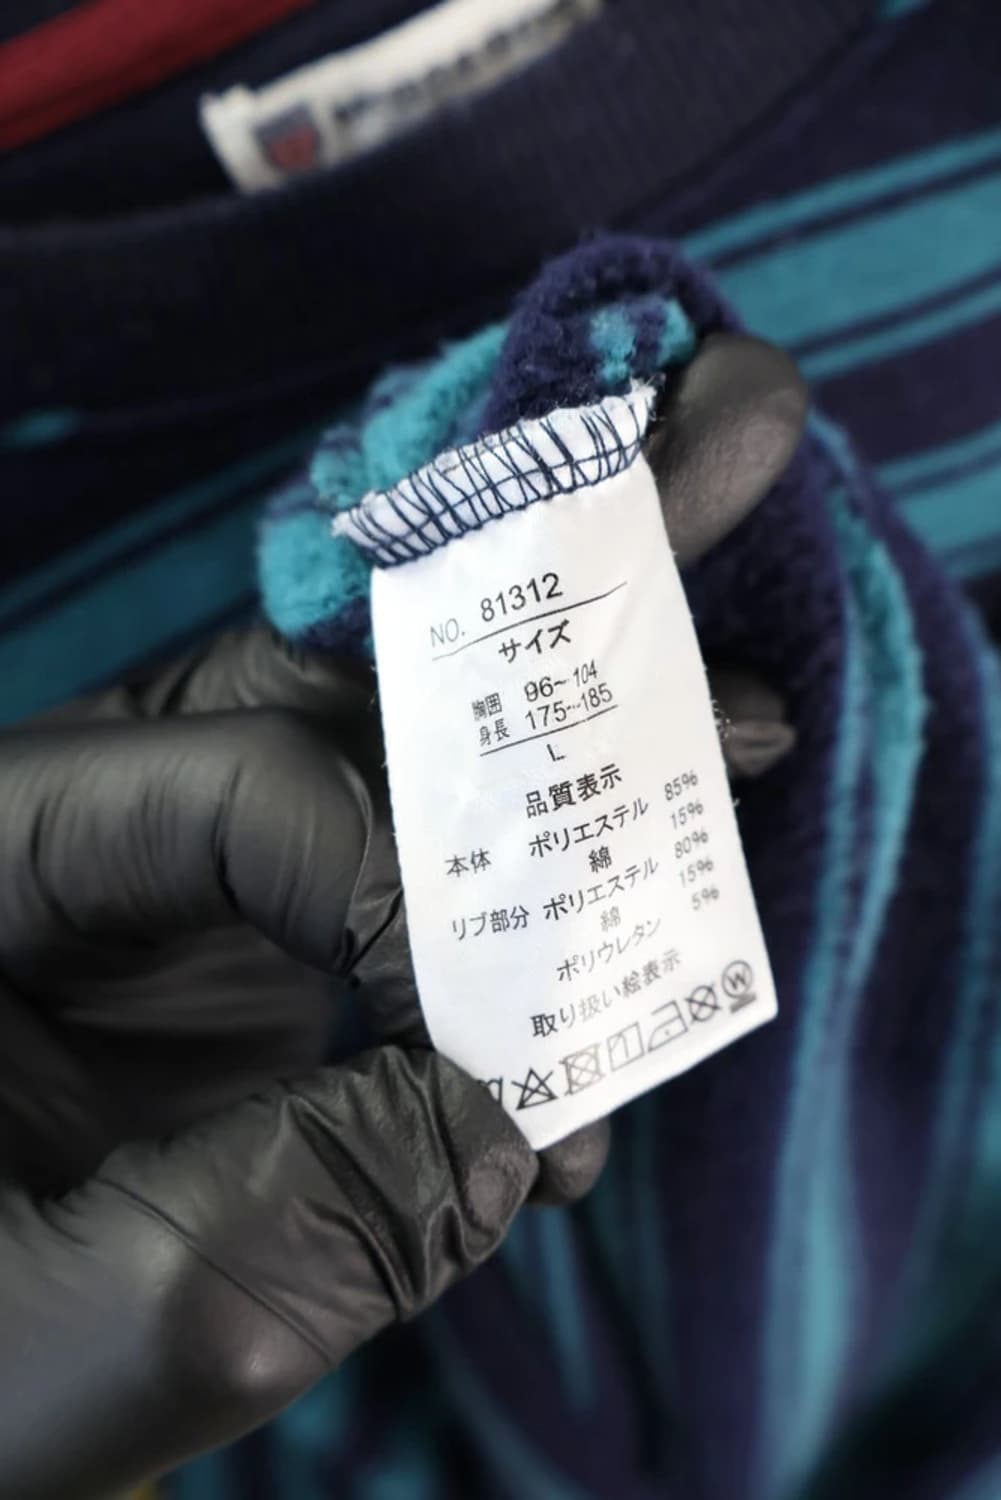 NO. 81312
サイズ
胸囲 96~104
身長 175~185
L
品質表示
本体 ポリエステル 85%
綿 15%
リブ部分 ポリエステル 80%
綿 15%
ポリウレタン 5%
取り扱い絵表示
W